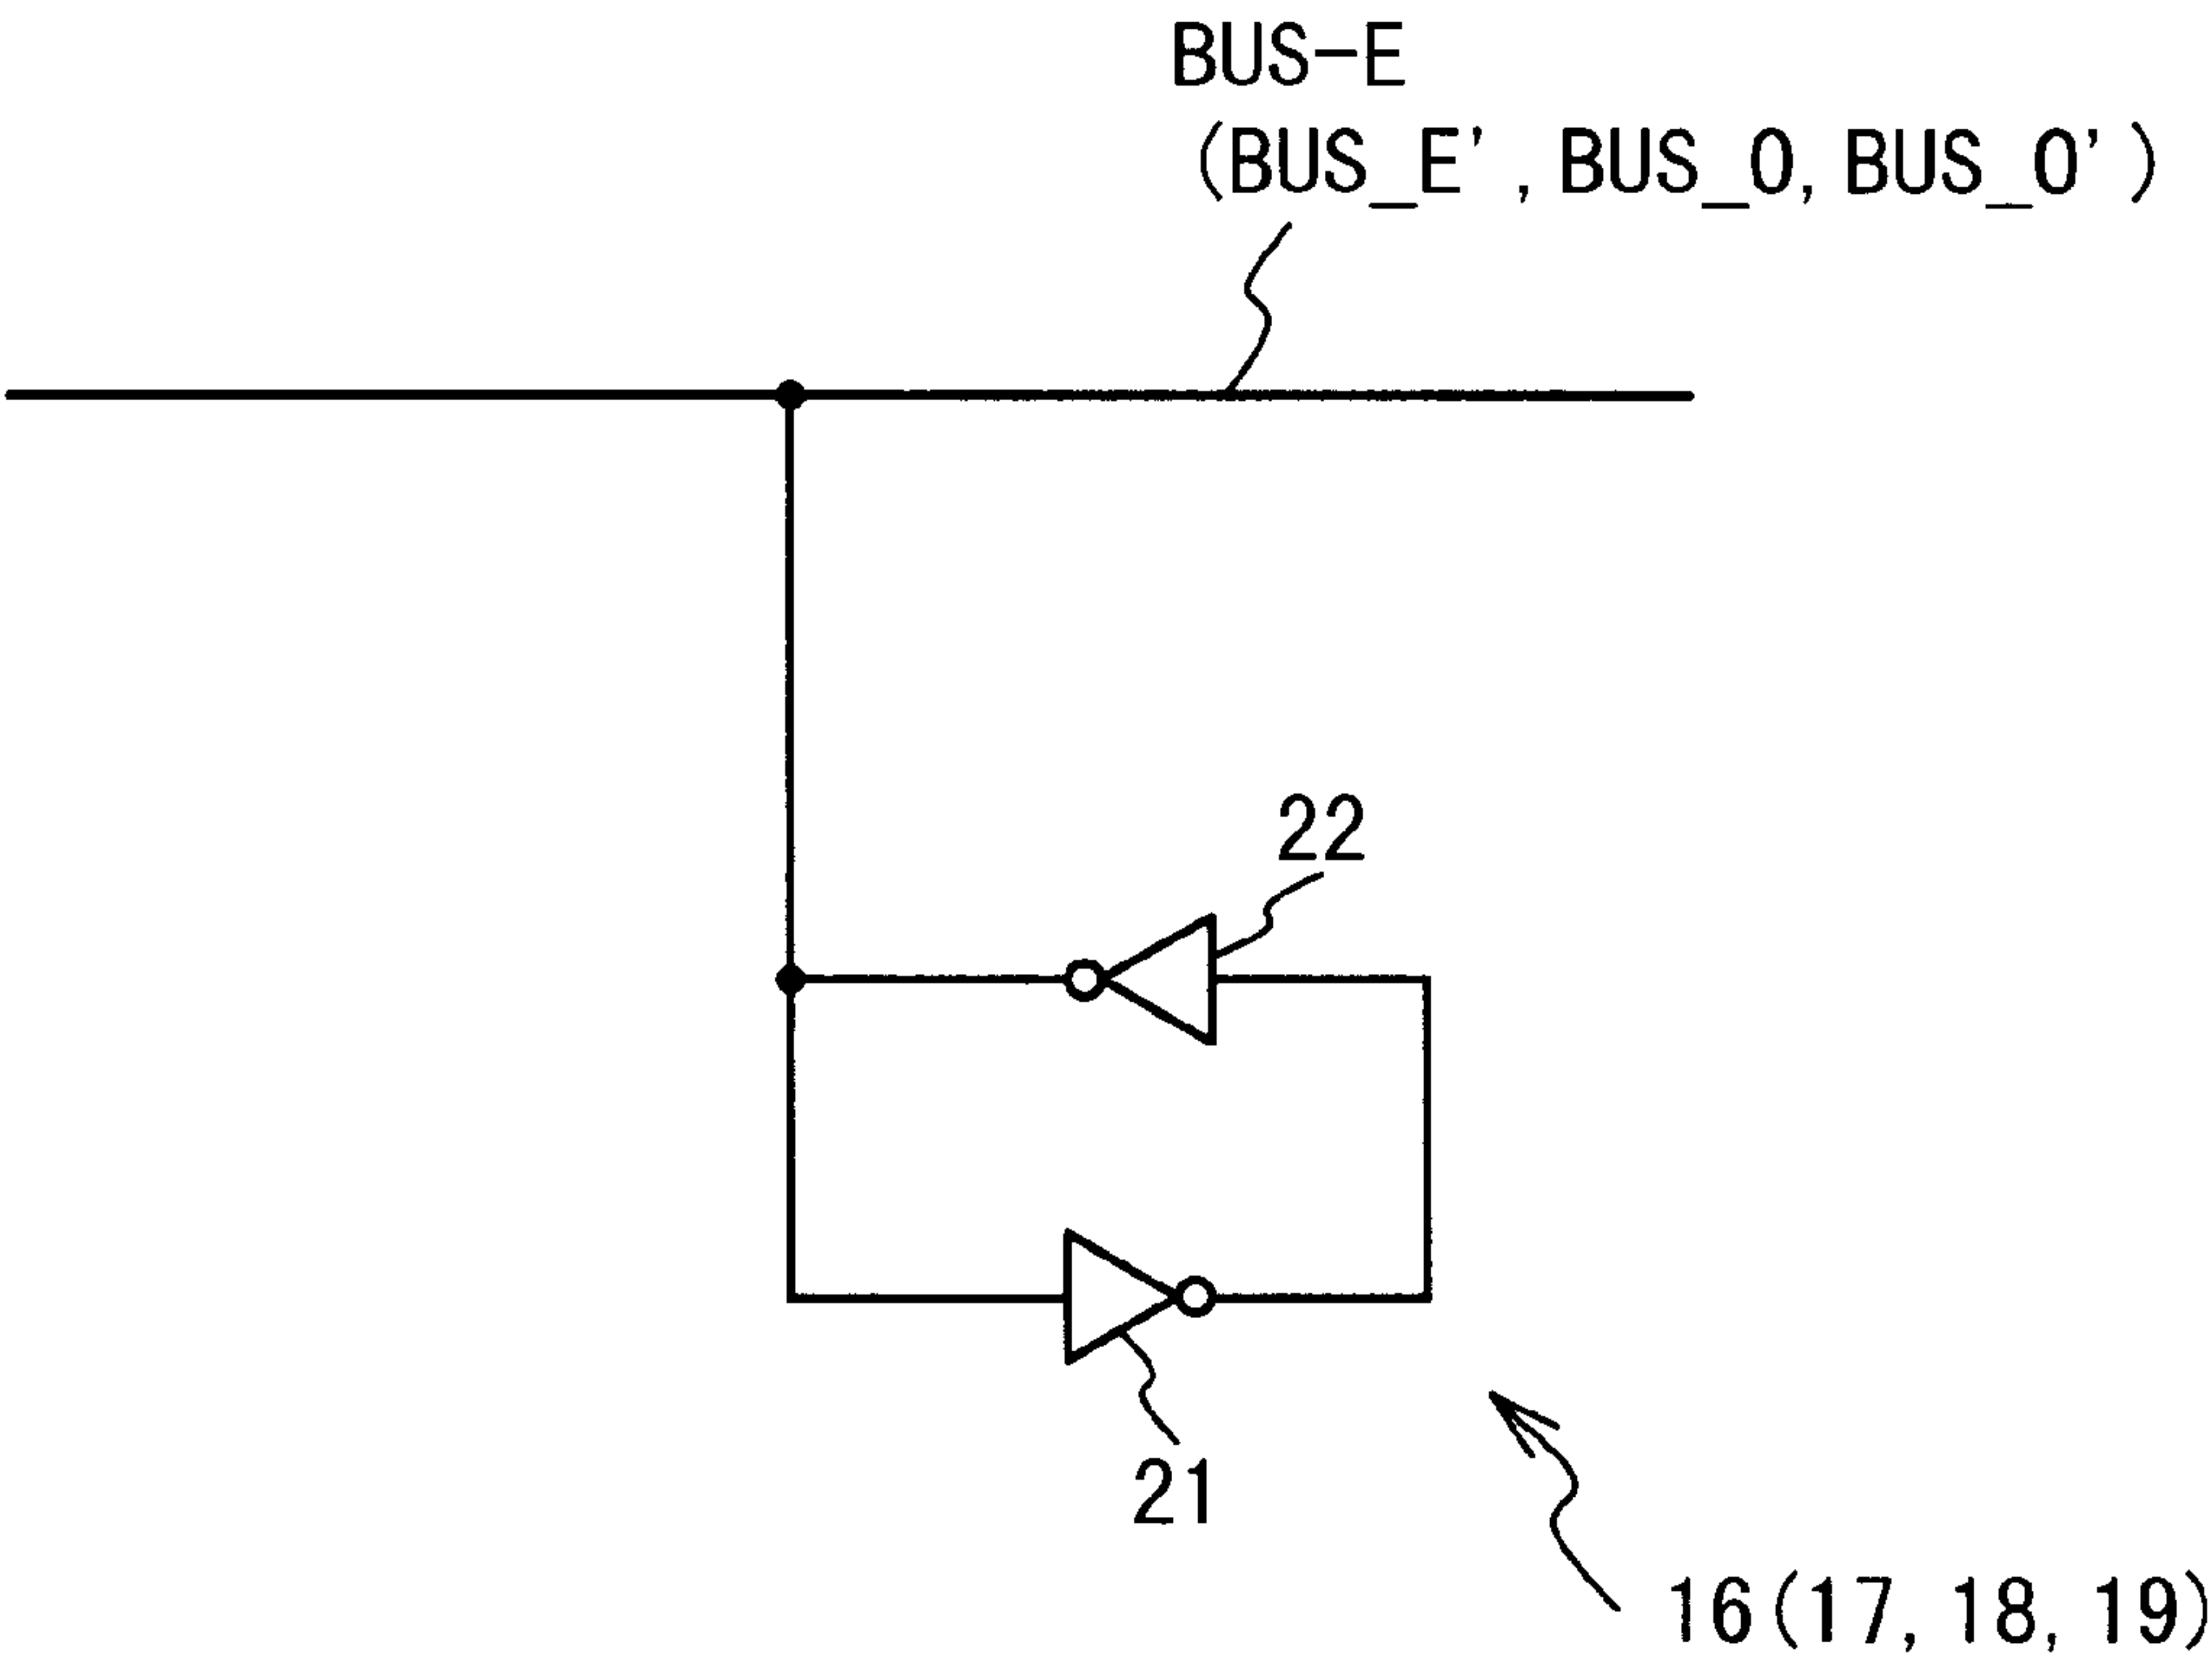 BUS-E
(BUS_E', BUS_O, BUS_O')
22
21
16(17, 18, 19)